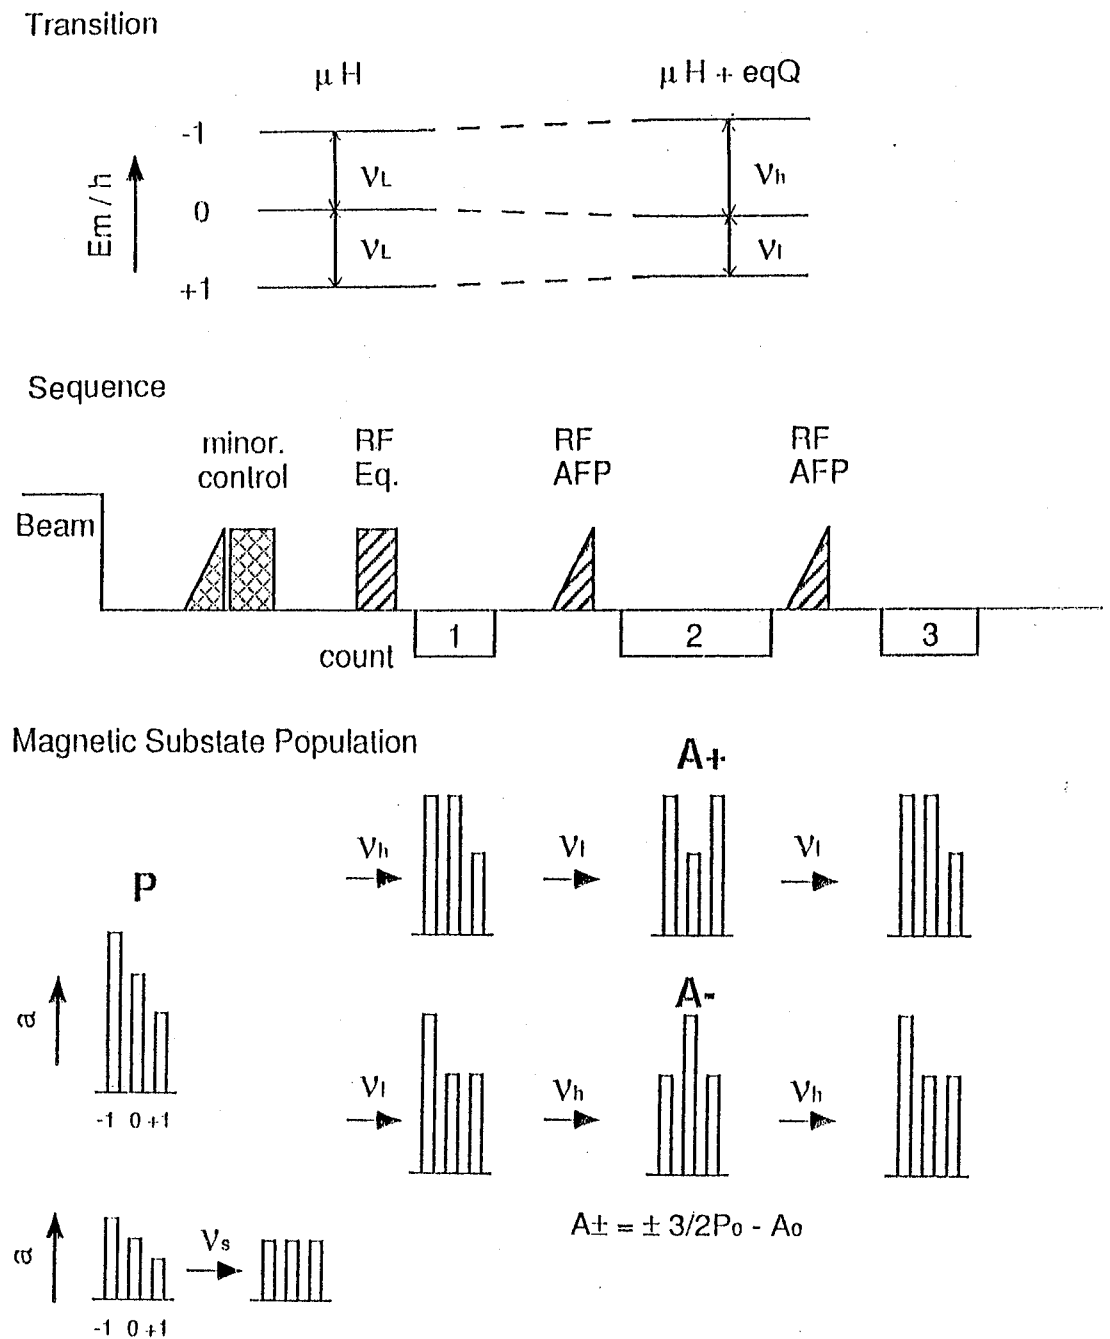 Transition
μ H
μ H + eqQ
-1
0
+1
Em / h
νL
νL
νh
νl
Sequence
minor.
control
RF
Eq.
RF
AFP
RF
AFP
Beam
count
1
2
3
Magnetic Substate Population
A+
νh
νl
νl
P
a
-1 0 +1
A-
νl
νh
νh
A± = ± 3/2P0 - A0
a
νs
-1 0 +1